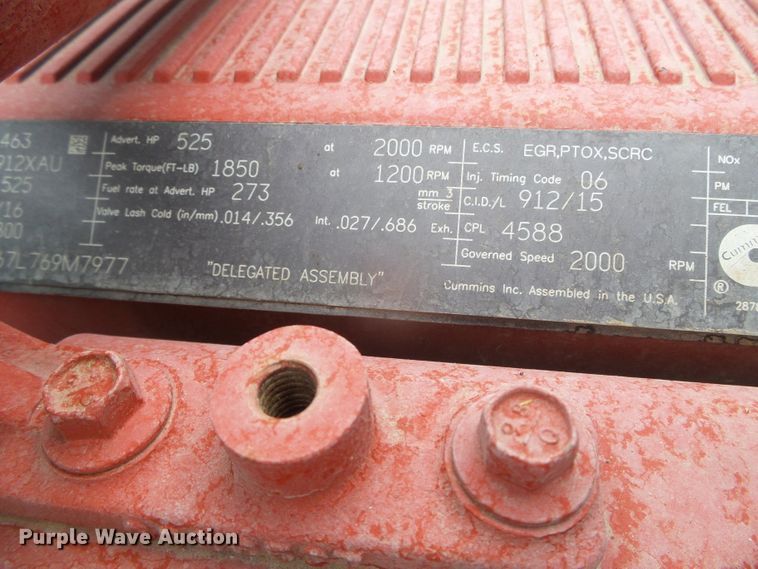 463
912XAU
525
16
300
67L769M7977
Advert. HP 525 at 2000 RPM
Peak Torque(FT-LB) 1850 at 1200 RPM
Fuel rate at Advert. HP 273 mm 3 stroke
Valve Lash Cold (in/mm) .014/.356 Int. .027/.686 Exh.
"DELEGATED ASSEMBLY"
E.C.S. EGR,PTOX,SCRC
Inj. Timing Code 06
C.I.D./L 912/15
CPL 4588
Governed Speed 2000 RPM
Cummins Inc. Assembled in the U.S.A.
NOx
PM
FEL
Cummins
®
287
Purple Wave Auction